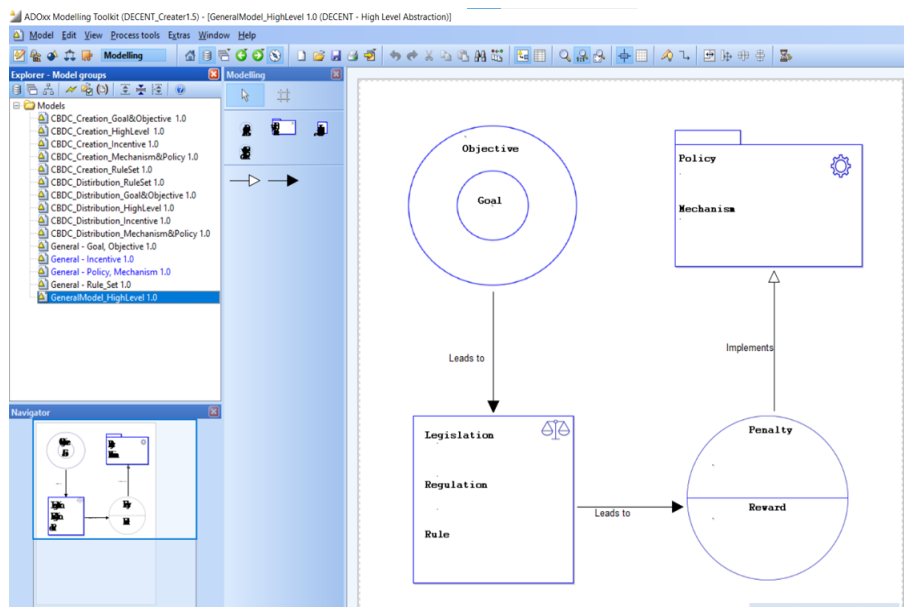 ADOxx Modelling Toolkit (DECENT_Creater1.5) - [GeneralModel_HighLevel 1.0 (DECENT - High Level Abstraction)]
Model Edit View Process tools Extras Window Help
Modelling
Explorer - Model groups
Models
CBDC_Creation_Goal&Objective 1.0
CBDC_Creation_HighLevel 1.0
CBDC_Creation_Incentive 1.0
CBDC_Creation_Mechanism&Policy 1.0
CBDC_Creation_RuleSet 1.0
CBDC_Distirbution_RuleSet 1.0
CBDC_Distribution_Goal&Objective 1.0
CBDC_Distribution_HighLevel 1.0
CBDC_Distribution_Incentive 1.0
CBDC_Distribution_Mechanism&Policy 1.0
General - Goal, Objective 1.0
General - Incentive 1.0
General - Policy, Mechanism 1.0
General - Rule_Set 1.0
GeneralModel_HighLevel 1.0
Navigator
Modelling
Objective
Goal
Policy
Mechanism
Leads to
Implements
Legislation
Regulation
Rule
Leads to
Penalty
Reward